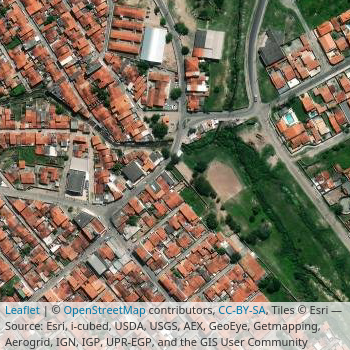 Leaflet | © OpenStreetMap contributors, CC-BY-SA, Tiles © Esri —
Source: Esri, i-cubed, USDA, USGS, AEX, GeoEye, Getmapping,
Aerogrid, IGN, IGP, UPR-EGP, and the GIS User Community